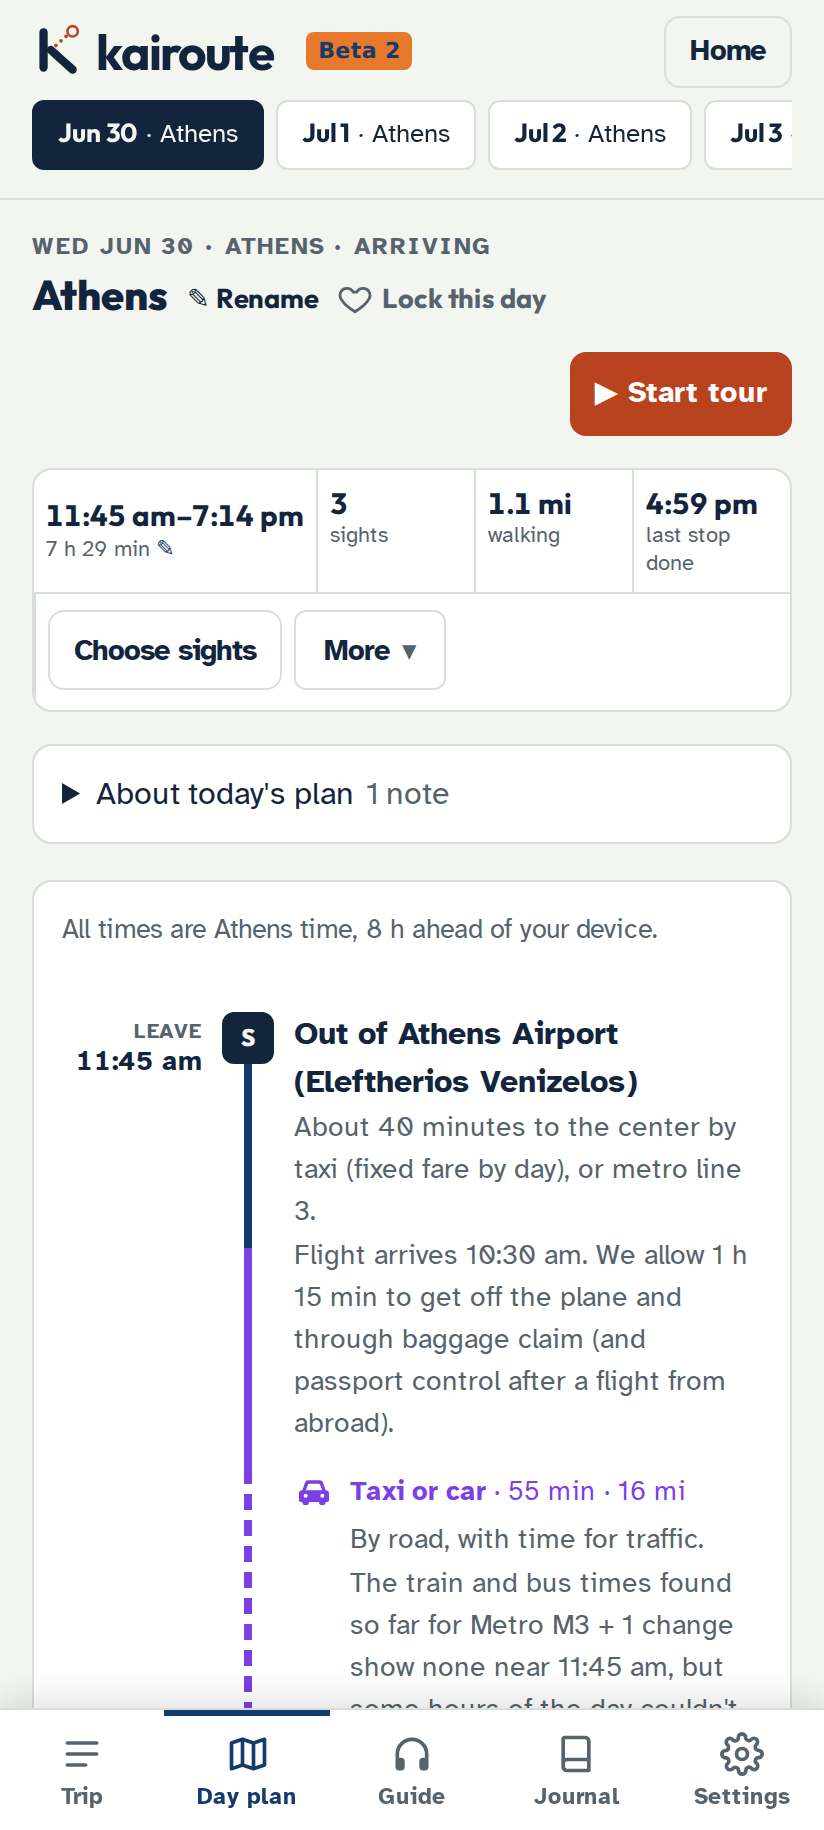 kairoute
Beta 2
Home
Jun 30 · Athens
Jul 1 · Athens
Jul 2 · Athens
Jul 3 ·
WED JUN 30 · ATHENS · ARRIVING
Athens
✎ Rename
Lock this day
▶ Start tour
11:45 am–7:14 pm
7 h 29 min ✎
3
sights
1.1 mi
walking
4:59 pm
last stop
done
Choose sights
More ▼
▶ About today's plan 1 note
All times are Athens time, 8 h ahead of your device.
LEAVE
11:45 am
S
Out of Athens Airport
(Eleftherios Venizelos)
About 40 minutes to the center by
taxi (fixed fare by day), or metro line
3.
Flight arrives 10:30 am. We allow 1 h
15 min to get off the plane and
through baggage claim (and
passport control after a flight from
abroad).
Taxi or car · 55 min · 16 mi
By road, with time for traffic.
The train and bus times found
so far for Metro M3 + 1 change
show none near 11:45 am, but
some hours of the day couldn't
Trip
Day plan
Guide
Journal
Settings